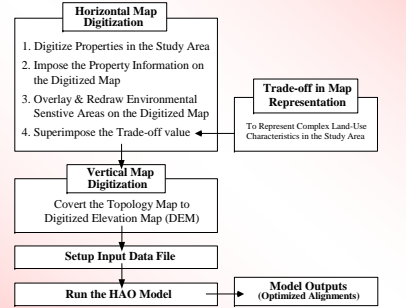 Horizontal Map
Digitization
1. Digitize Properties in the Study Area
2. Impose the Property Information on
the Digitized Map
3. Overlay & Redraw Environmental
Senstive Areas on the Digitized Map
4. Superimpose the Trade-off value
Trade-off in Map
Representation
To Represent Complex Land-Use
Characteristics in the Study Area
Vertical Map
Digitization
Covert the Topology Map to
Digitized Elevation Map (DEM)
Setup Input Data File
Run the HAO Model
Model Outputs
(Optimized Alignments)